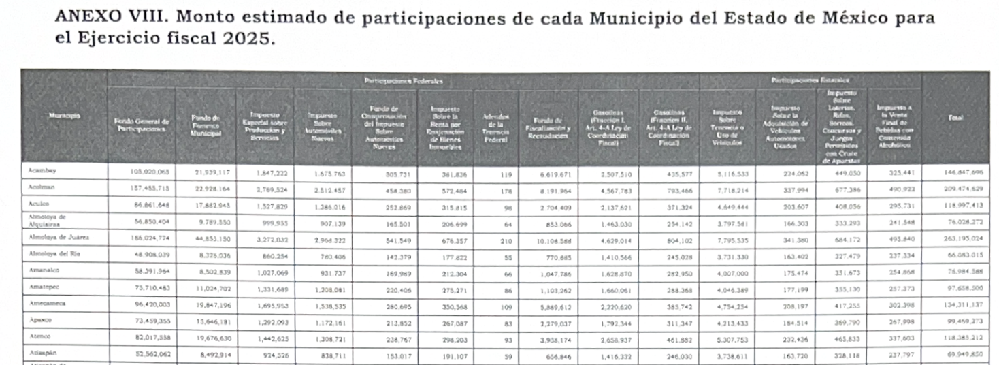 ANEXO VIII. Monto estimado de participaciones de cada Municipio del Estado de México para
el Ejercicio fiscal 2025.
Participaciones Federales Participaciones Estatales
Municipio Fondo General de Participaciones Fondo de Fomento Municipal Impuesto Especial sobre Producción y Servicios Impuesto Sobre Automóviles Nuevos Fondo de Compensación del Impuesto Sobre Automóviles Nuevos Impuesto Sobre la Renta por Enajenación de Bienes Inmuebles Adeudos de la Tenencia Federal Fondo de Fiscalización y Recaudación Gasolinas (Fracción I, Art. 4-A Ley de Coordinación Fiscal) Gasolinas (Fracción II, Art. 4-A Ley de Coordinación Fiscal) Impuesto Sobre Tenencia o Uso de Vehículos Impuesto Sobre la Adquisición de Vehículos Automotores Usados Impuesto Sobre Loterías, Rifas, Sorteos, Concursos y Juegos Permitidos con Cruce de Apuestas Impuesto a la Venta Final de Bebidas con Contenido Alcohólico Total
Acambay 105,020,065 21,939,117 1,847,222 1,675,763 305,731 381,836 119 6,619,671 2,507,510 435,577 5,116,533 224,062 449,050 325,441 146,847,696
Acolman 157,455,715 22,928,164 2,769,524 2,512,457 458,380 572,484 178 8,191,964 4,567,783 793,466 7,718,214 337,994 677,386 490,922 209,474,629
Aculco 86,861,648 17,882,945 1,527,829 1,386,016 252,869 315,815 98 2,704,409 2,137,621 371,324 4,649,444 203,607 408,056 295,731 118,997,413
Almoloya de
Alquisiras 56,850,404 9,789,550 999,935 907,139 165,501 206,699 64 853,066 1,463,030 254,142 3,797,581 166,303 333,293 241,548 76,028,272
Almoloya de Juárez 186,024,774 44,853,150 3,272,032 2,968,322 541,549 676,357 210 10,108,588 4,629,014 804,102 7,795,535 341,380 684,172 495,840 263,195,024
Almoloya del Río 48,908,039 8,328,036 860,254 780,406 142,379 177,822 55 770,885 1,410,566 245,028 3,731,330 163,402 327,479 237,334 66,083,015
Amanalco 58,391,964 8,502,839 1,027,069 931,737 169,989 212,304 66 1,047,786 1,628,870 282,950 4,007,000 175,474 351,673 254,868 76,984,588
Amatepec 75,710,483 11,024,702 1,331,689 1,208,081 220,406 275,271 86 1,103,262 1,660,061 288,368 4,046,389 177,199 355,130 257,373 97,658,500
Amecameca 96,420,003 19,847,196 1,695,953 1,538,535 280,695 350,568 109 5,889,612 2,220,620 385,742 4,754,254 208,197 417,255 302,398 134,311,137
Apaxco 73,459,353 13,646,181 1,292,093 1,172,161 213,852 267,087 83 2,279,037 1,792,344 311,347 4,213,433 184,514 369,790 267,998 99,469,273
Atenco 82,017,558 19,676,630 1,442,625 1,308,721 238,767 298,203 93 3,938,174 2,658,937 461,882 5,307,753 232,436 465,833 337,603 118,385,212
Atizapán 52,562,062 8,492,914 924,526 838,711 153,017 191,107 59 656,846 1,416,332 246,030 3,738,611 163,720 328,118 237,797 69,949,850